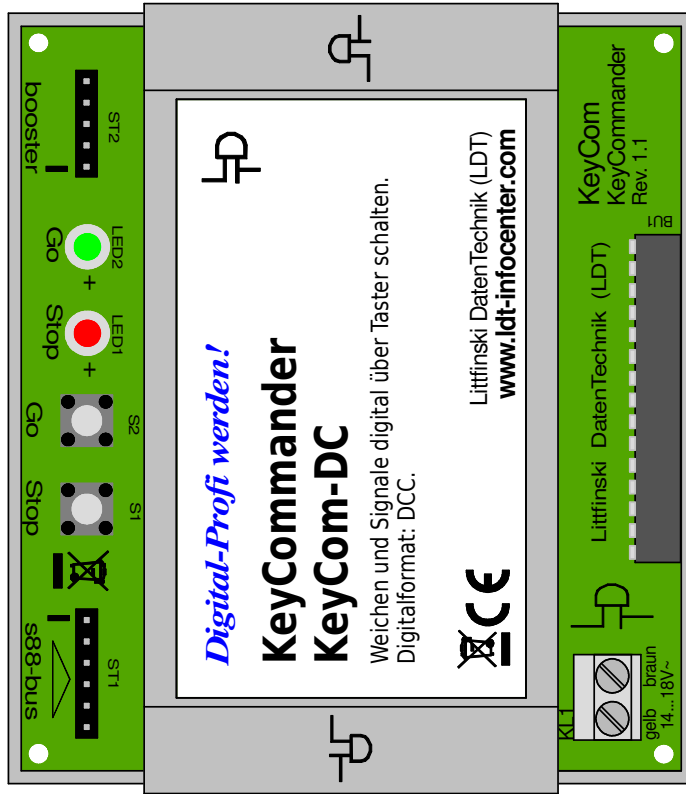 s88-bus
ST1
Stop
S1
Go
S2
Stop
+
LED1
Go
+
LED2
booster
ST2
Digital-Profi werden!
KeyCommander
KeyCom-DC
Weichen und Signale digital über Taster schalten.
Digitalformat: DCC.
CE
Littfinski DatenTechnik (LDT)
www.ldt-infocenter.com
KL1
gelb braun
14...18V~
Littfinski DatenTechnik (LDT)
KeyCom
KeyCommander
Rev. 1.1
BU1